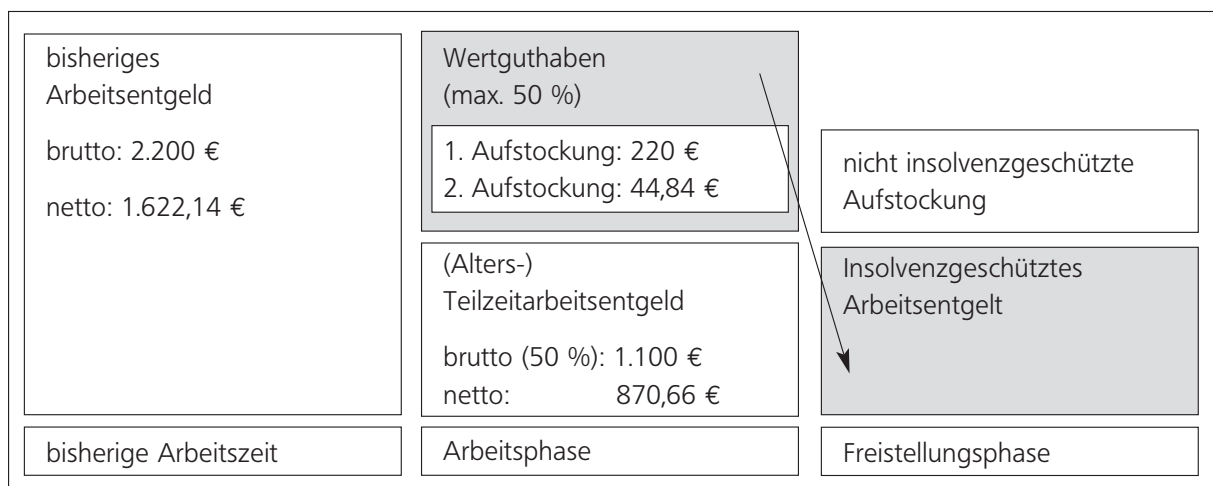 bisheriges
Arbeitsentgeld
brutto: 2.200 €
netto: 1.622,14 €
bisherige Arbeitszeit
Wertguthaben
(max. 50 %)
1. Aufstockung: 220 €
2. Aufstockung: 44,84 €
(Alters-)
Teilzeitarbeitsentgeld
brutto (50 %): 1.100 €
netto: 870,66 €
Arbeitsphase
nicht insolvenzgeschützte
Aufstockung
Insolvenzgeschütztes
Arbeitsentgelt
Freistellungsphase